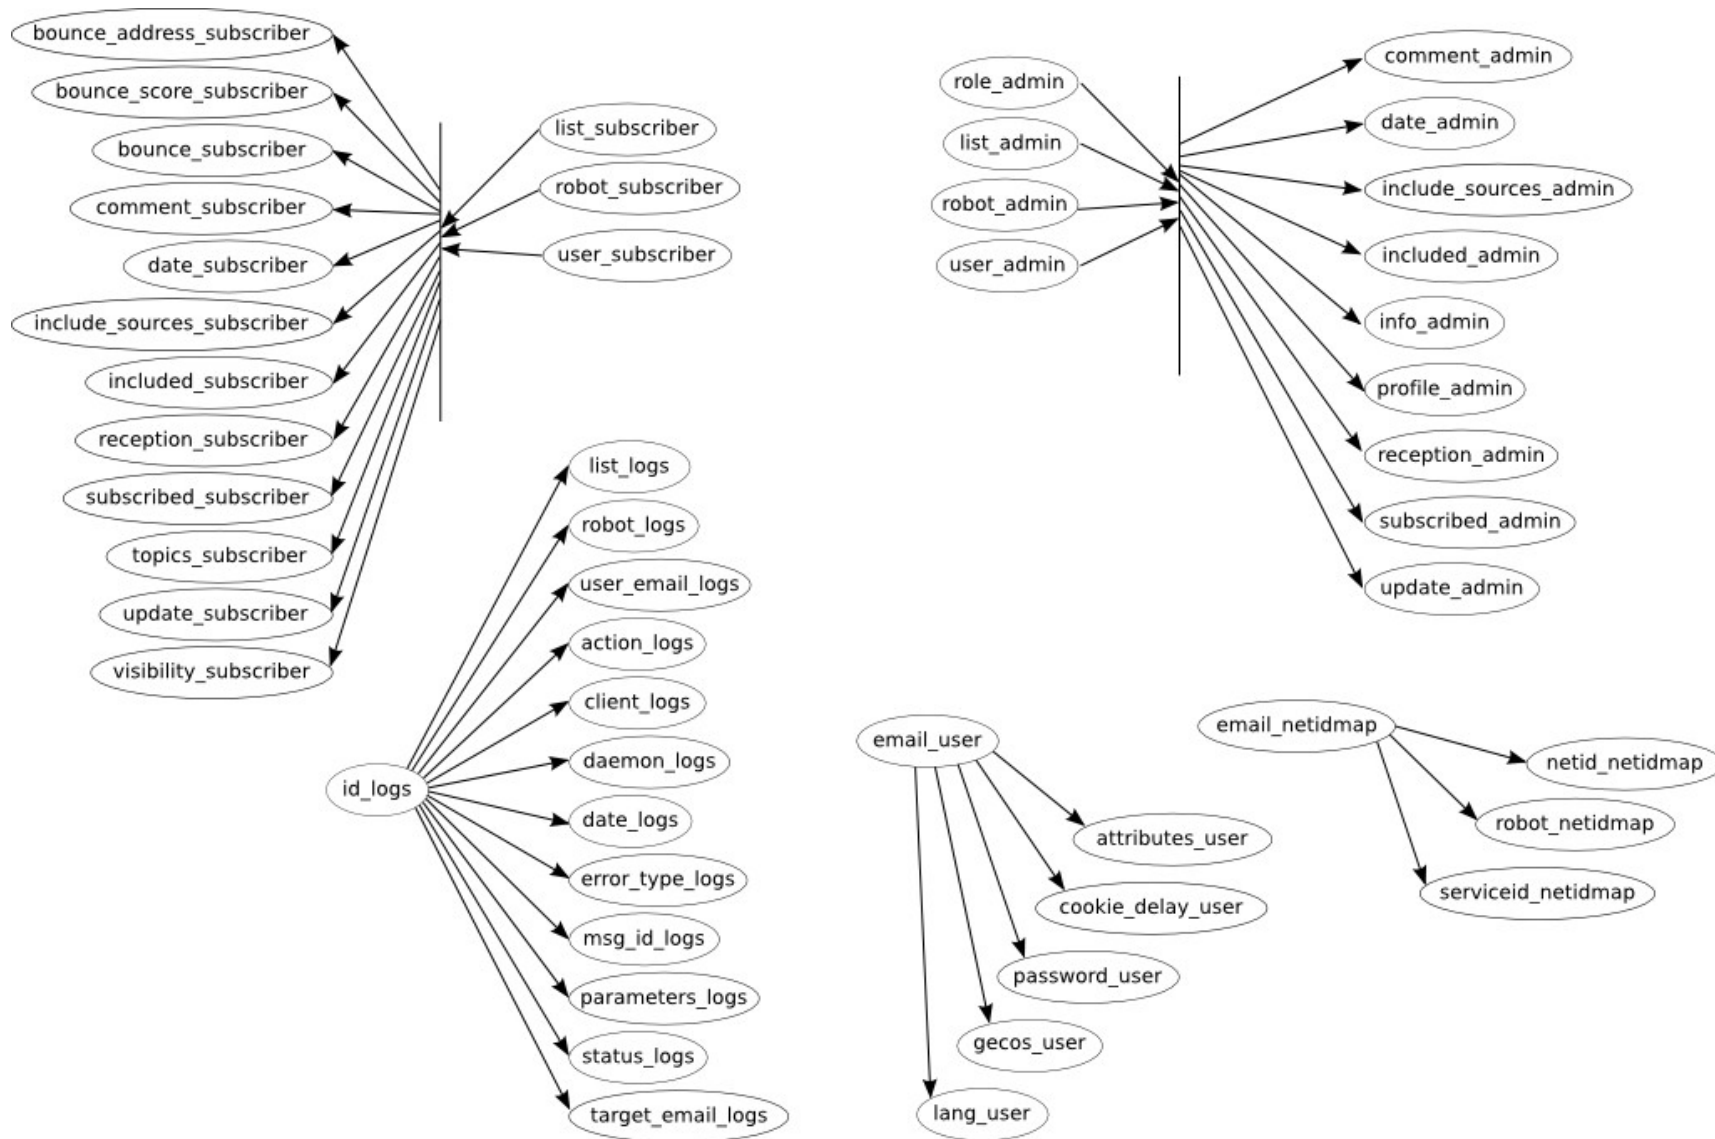 bounce_address_subscriber
bounce_score_subscriber
bounce_subscriber
comment_subscriber
date_subscriber
include_sources_subscriber
included_subscriber
reception_subscriber
subscribed_subscriber
topics_subscriber
update_subscriber
visibility_subscriber
list_subscriber
robot_subscriber
user_subscriber
role_admin
list_admin
robot_admin
user_admin
comment_admin
date_admin
include_sources_admin
included_admin
info_admin
profile_admin
reception_admin
subscribed_admin
update_admin
id_logs
list_logs
robot_logs
user_email_logs
action_logs
client_logs
daemon_logs
date_logs
error_type_logs
msg_id_logs
parameters_logs
status_logs
target_email_logs
email_user
attributes_user
cookie_delay_user
password_user
gecos_user
lang_user
email_netidmap
netid_netidmap
robot_netidmap
serviceid_netidmap